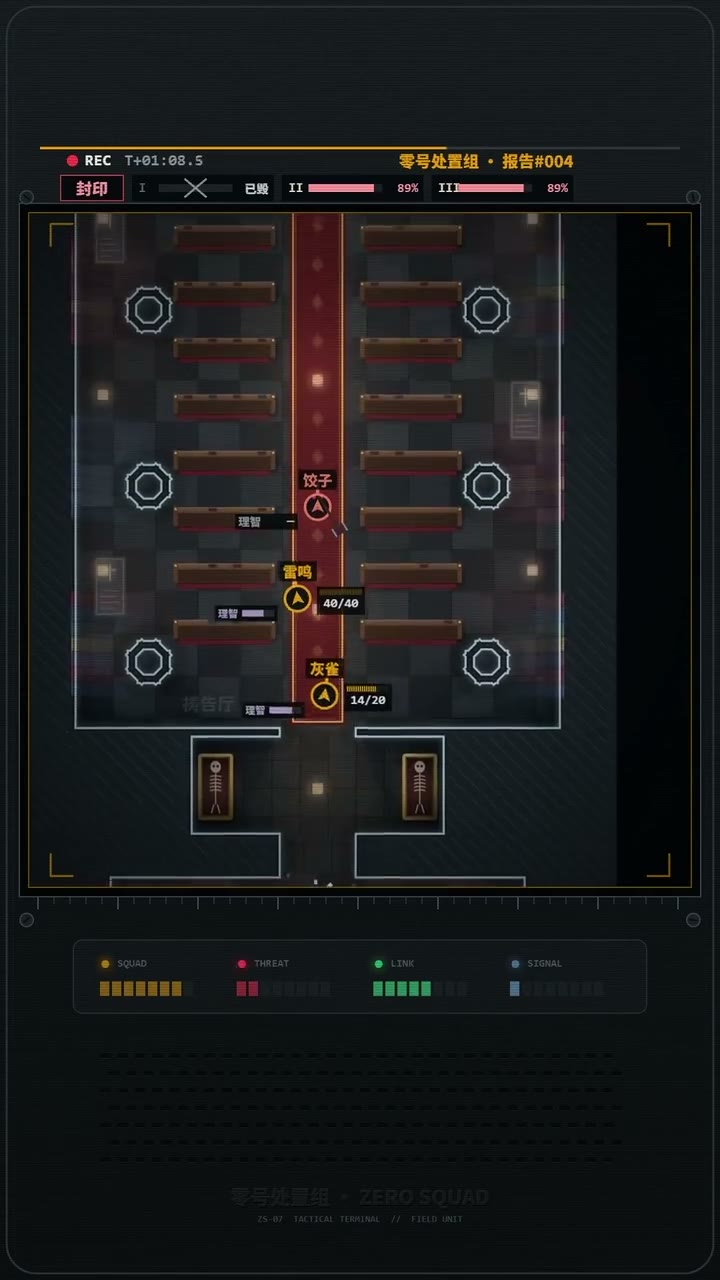 REC T+01:08.5 零号处置组 · 报告#004
封印 I 已毁 II 89% III 89%
饺子
理智
雷鸣
40/40
理智
灰雀
14/20
祷告厅
理智
SQUAD THREAT LINK SIGNAL
零号处置组 · ZERO SQUAD
ZS-07 TACTICAL TERMINAL // FIELD UNIT